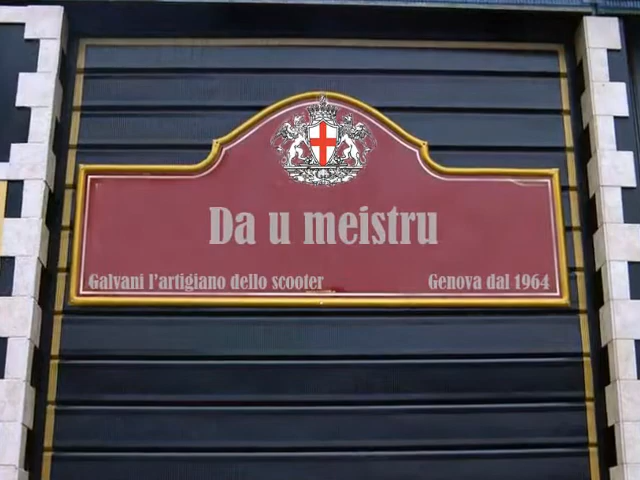 Da u meistru
Galvani l'artigiano dello scooter Genova dal 1964